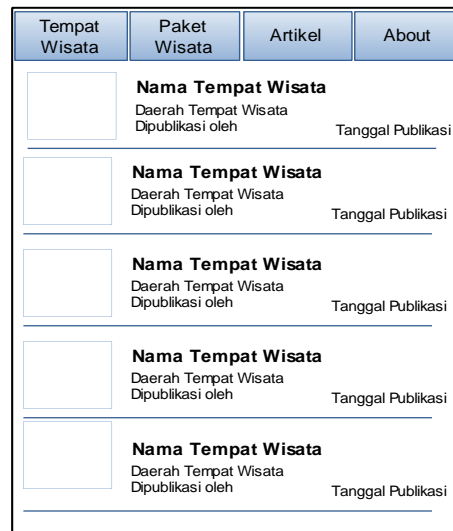 Tempat
Wisata
Paket
Wisata
Artikel
About
Nama Tempat Wisata
Daerah Tempat Wisata
Dipublikasi oleh
Tanggal Publikasi
Nama Tempat Wisata
Daerah Tempat Wisata
Dipublikasi oleh
Tanggal Publikasi
Nama Tempat Wisata
Daerah Tempat Wisata
Dipublikasi oleh
Tanggal Publikasi
Nama Tempat Wisata
Daerah Tempat Wisata
Dipublikasi oleh
Tanggal Publikasi
Nama Tempat Wisata
Daerah Tempat Wisata
Dipublikasi oleh
Tanggal Publikasi